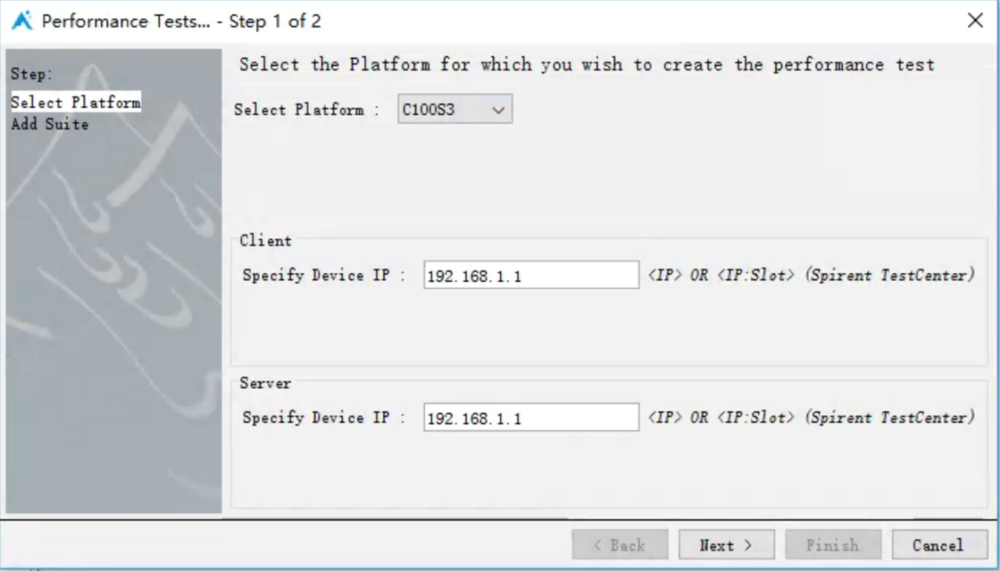 Performance Tests... - Step 1 of 2
Step:
Select Platform
Add Suite
Select the Platform for which you wish to create the performance test
Select Platform : C100S3
Client
Specify Device IP : 192.168.1.1 <IP> OR <IP:Slot> (Spirent TestCenter)
Server
Specify Device IP : 192.168.1.1 <IP> OR <IP:Slot> (Spirent TestCenter)
< Back Next > Finish Cancel